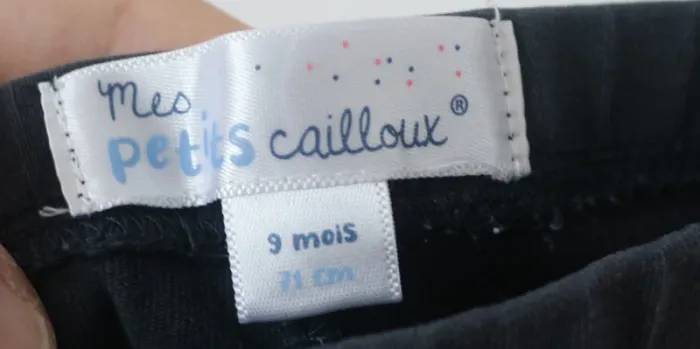 Mes
petits cailloux®
9 mois
71 cm